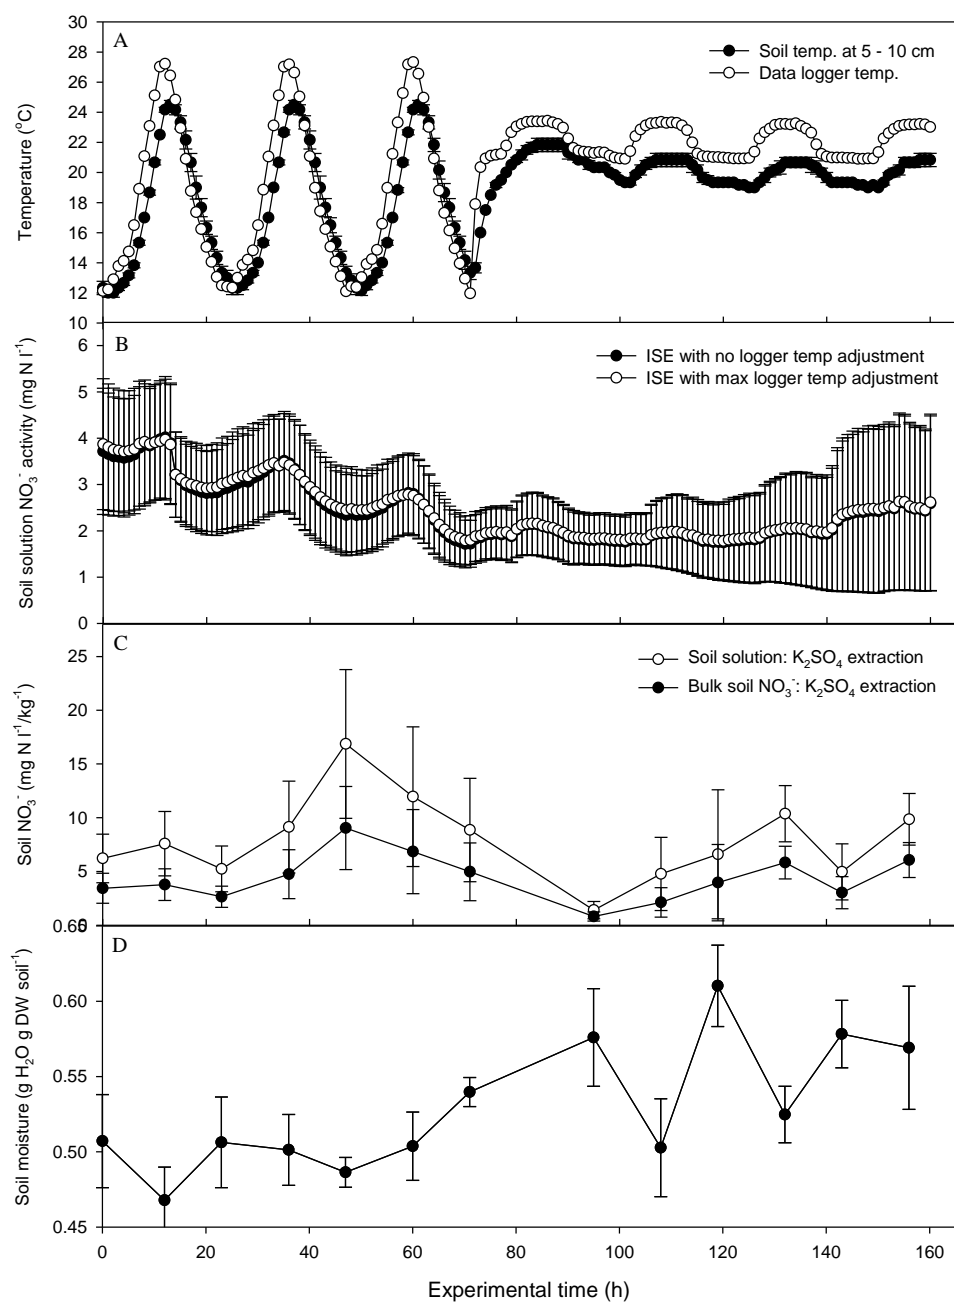 A
Soil temp. at 5 - 10 cm
Data logger temp.
Temperature (°C)
30
28
26
24
22
20
18
16
14
12
10
B
ISE with no logger temp adjustment
ISE with max logger temp adjustment
Soil solution NO₃⁻ activity (mg N l⁻¹)
6
5
4
3
2
1
0
C
Soil solution: K₂SO₄ extraction
Bulk soil NO₃⁻: K₂SO₄ extraction
Soil NO₃⁻ (mg N l⁻¹/kg⁻¹)
25
20
15
10
5
0
D
Soil moisture (g H₂O g DW soil⁻¹)
0.65
0.60
0.55
0.50
0.45
0 20 40 60 80 100 120 140 160
Experimental time (h)